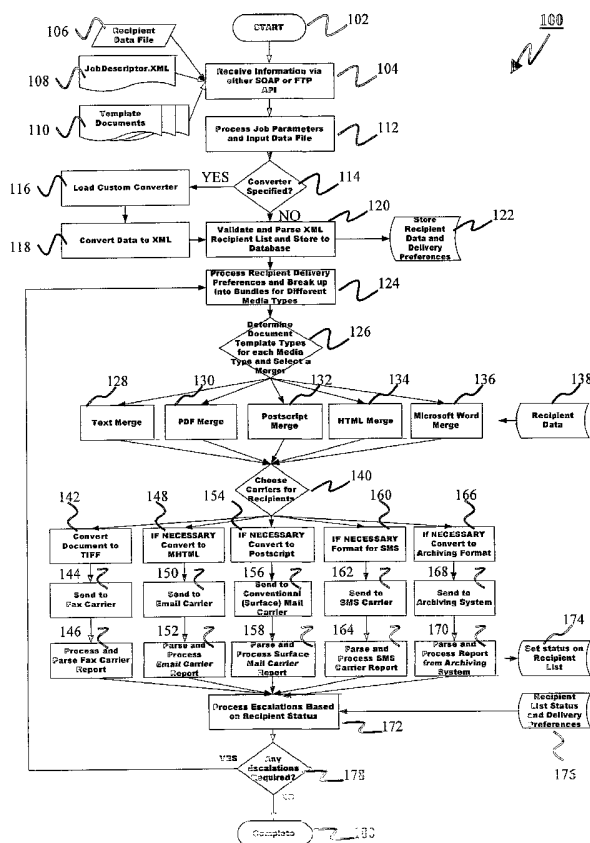 100
102
START
106
Recipient
Data File
108
JobDescriptor.XML
110
Template
Documents
104
Receive Information via
either SOAP or FTP
API
112
Process Job Parameters
and Input Data File
114
Converter
Specified?
YES
NO
116
Load Custom Converter
118
Convert Data to XML
120
Validate and Parse XML
Recipient List and Store to
Database
122
Store
Recipient
Data and
Delivery
Preferences
124
Process Recipient Delivery
Preferences and Break up
into Bundles for Different
Media Types
126
Determine
Document
Template Types
for each Media
Type and Select a
Merger
128
Text Merge
130
PDF Merge
132
Postscript
Merge
134
HTML Merge
136
Microsoft Word
Merge
138
Recipient
Data
140
Choose
Carriers for
Recipients
142
Convert
Document to
TIFF
148
IF NECESSARY
Convert to
MHTML
154
IF NECESSARY
Convert to
Postscript
160
IF NECESSARY
Format for SMS
166
If NECESSARY
Convert to
Archiving Format
144
Send to
Fax Carrier
150
Send to
Email Carrier
156
Send to
Conventional
(Surface) Mail
Carrier
162
Send to
SMS Carrier
168
Send to
Archiving System
146
Process and
Parse Fax Carrier
Report
152
Parse and
Process
Email Carrier
Report
158
Parse and
Process Surface
Mail Carrier
Report
164
Parse and
Process SMS
Carrier Report
170
Parse and
Process Report
from Archiving
System
174
Set status on
Recipient
List
172
Process Escalations Based
on Recipient Status
176
Recipient
List Status
and Delivery
Preferences
178
Any
Escalations
Required?
YES
NO
180
Complete